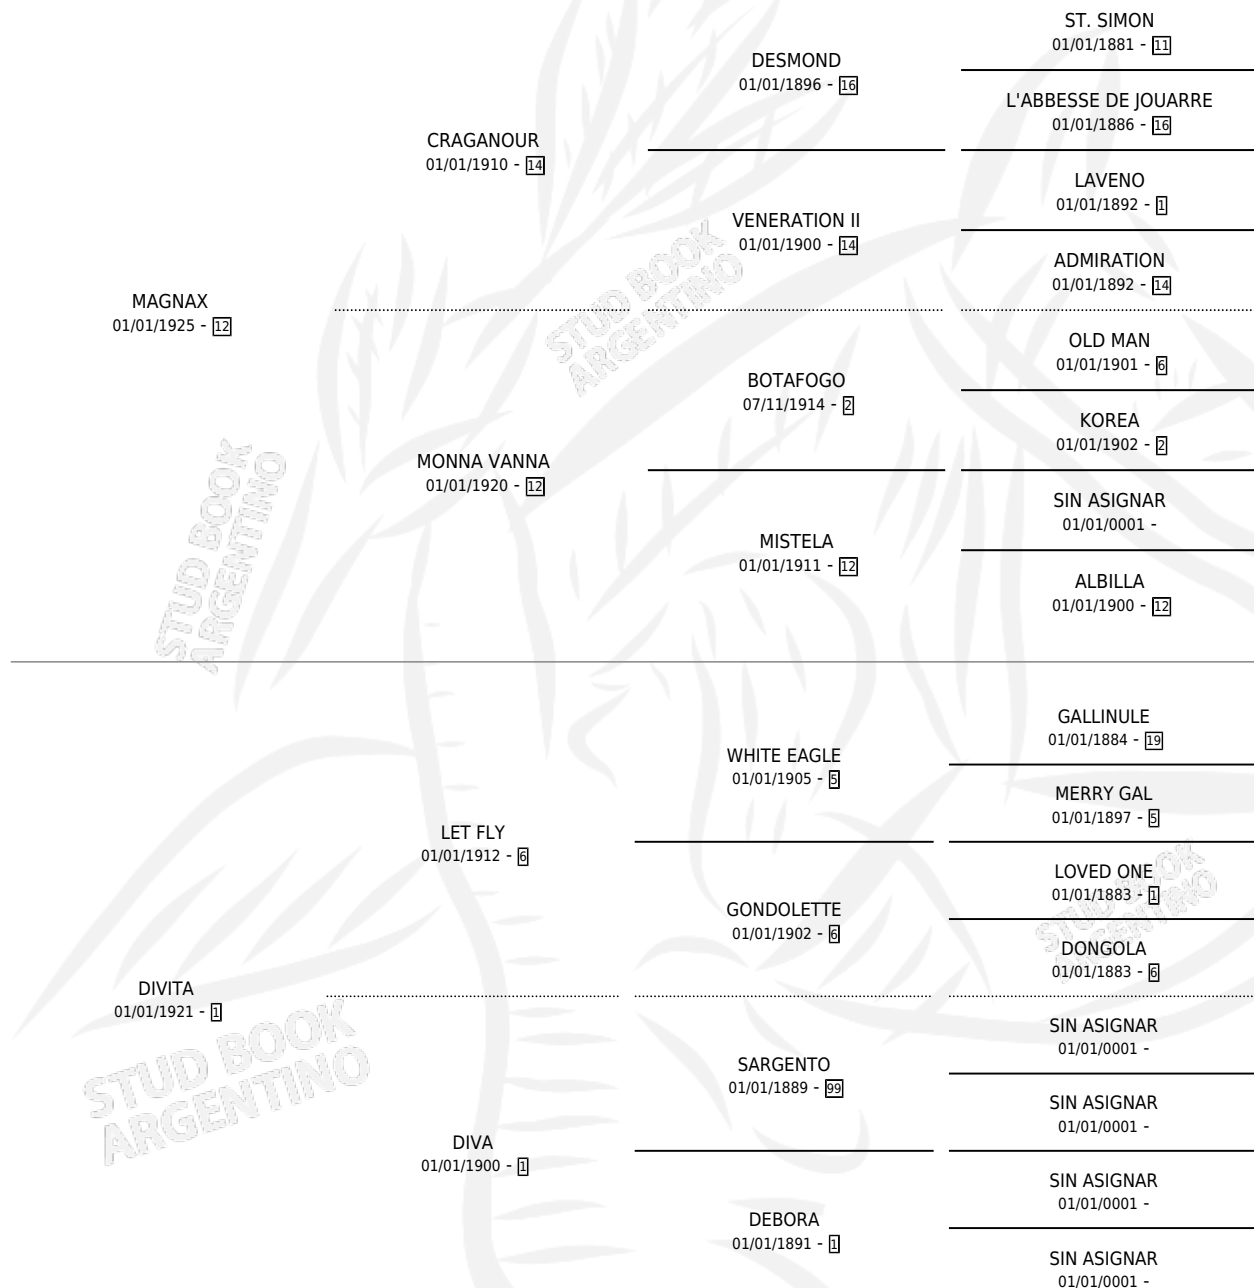 ST. SIMON
01/01/1881 - 11
DESMOND
01/01/1896 - 16
L'ABBESSE DE JOUARRE
01/01/1886 - 16
CRAGANOUR
01/01/1910 - 14
LAVENO
01/01/1892 - 1
VENERATION II
01/01/1900 - 14
ADMIRATION
01/01/1892 - 14
MAGNAX
01/01/1925 - 12
STUD BOOK
ARGENTINO
OLD MAN
01/01/1901 - 6
BOTAFOGO
07/11/1914 - 2
KOREA
01/01/1902 - 2
MONNA VANNA
01/01/1920 - 12
SIN ASIGNAR
01/01/0001 -
MISTELA
01/01/1911 - 12
ALBILLA
01/01/1900 - 12
STUD BOOK
ARGENTINO
GALLINULE
01/01/1884 - 19
WHITE EAGLE
01/01/1905 - 5
MERRY GAL
01/01/1897 - 5
LET FLY
01/01/1912 - 6
LOVED ONE
01/01/1883 - 1
GONDOLETTE
01/01/1902 - 6
STUD BOOK
ARGENTINO
DONGOLA
01/01/1883 - 6
DIVITA
01/01/1921 - 1
STUD BOOK
ARGENTINO
SIN ASIGNAR
01/01/0001 -
SARGENTO
01/01/1889 - 99
SIN ASIGNAR
01/01/0001 -
DIVA
01/01/1900 - 1
SIN ASIGNAR
01/01/0001 -
DEBORA
01/01/1891 - 1
SIN ASIGNAR
01/01/0001 -